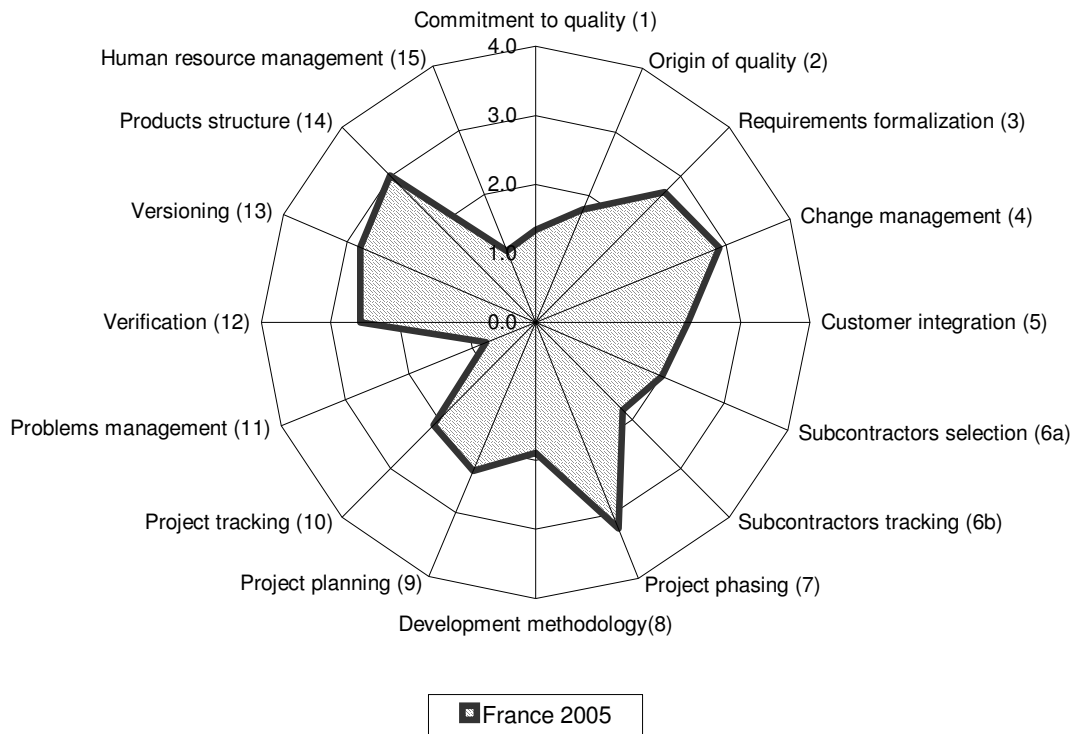 Commitment to quality (1)
4.0
Human resource management (15)
Origin of quality (2)
3.0
Products structure (14)
Requirements formalization (3)
2.0
Versioning (13)
Change management (4)
1.0
Verification (12)
0.0
Customer integration (5)
Problems management (11)
Subcontractors selection (6a)
Project tracking (10)
Subcontractors tracking (6b)
Project planning (9)
Project phasing (7)
Development methodology(8)
France 2005